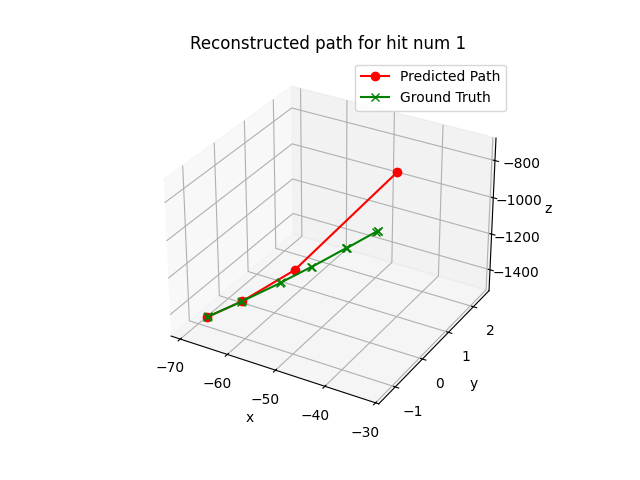 Reconstructed path for hit num 1
Predicted Path
Ground Truth
−800
−1000
z
−1200
−1400
2
1
y
0
−1
−70
−60
−50
−40
−30
x